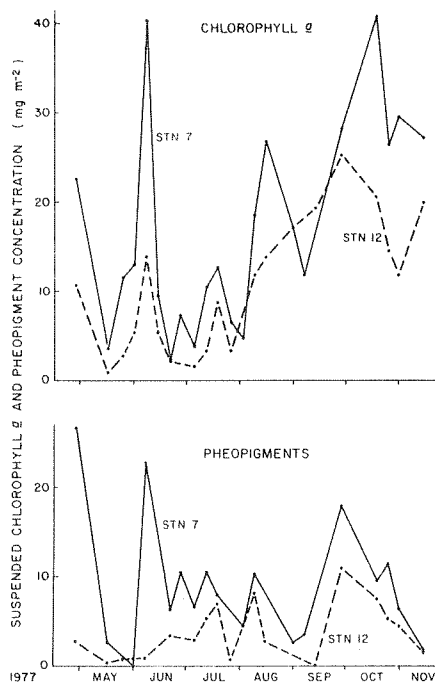 SUSPENDED CHLOROPHYLL a AND PHEOPIGMENT CONCENTRATION ( mg m-2 )
CHLOROPHYLL a
40
30
20
10
0
STN 7
STN 12
PHEOPIGMENTS
20
10
0
STN 7
STN 12
1977 MAY JUN JUL AUG SEP OCT NOV